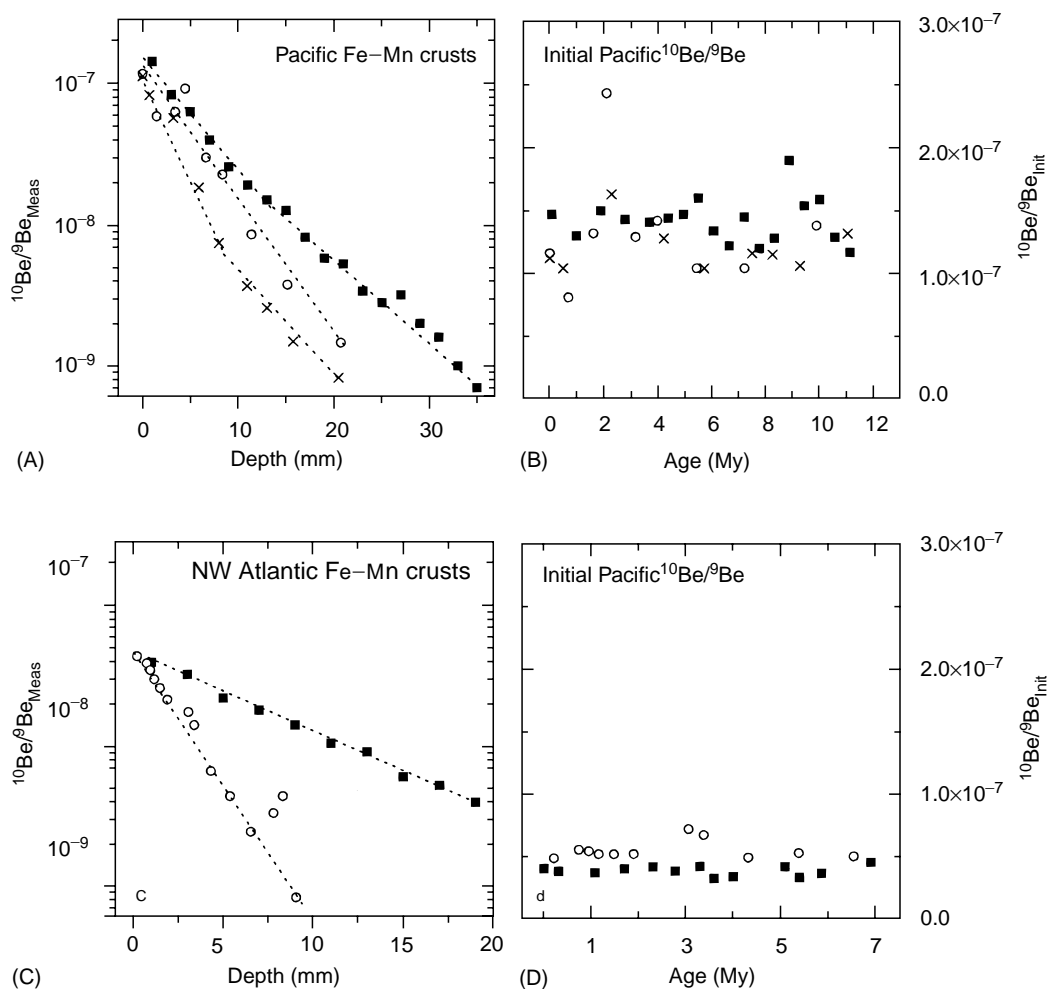 Pacific Fe–Mn crusts
10⁻⁷
10⁻⁸
10⁻⁹
¹⁰Be/⁹Be_Meas
0 10 20 30
Depth (mm)
(A)
Initial Pacific¹⁰Be/⁹Be
3.0×10⁻⁷
2.0×10⁻⁷
1.0×10⁻⁷
0.0
¹⁰Be/⁹Be_Init
0 2 4 6 8 10 12
Age (My)
(B)
NW Atlantic Fe–Mn crusts
10⁻⁷
10⁻⁸
10⁻⁹
¹⁰Be/⁹Be_Meas
C
0 5 10 15 20
Depth (mm)
(C)
Initial Pacific¹⁰Be/⁹Be
3.0×10⁻⁷
2.0×10⁻⁷
1.0×10⁻⁷
0.0
¹⁰Be/⁹Be_Init
d
1 3 5 7
Age (My)
(D)